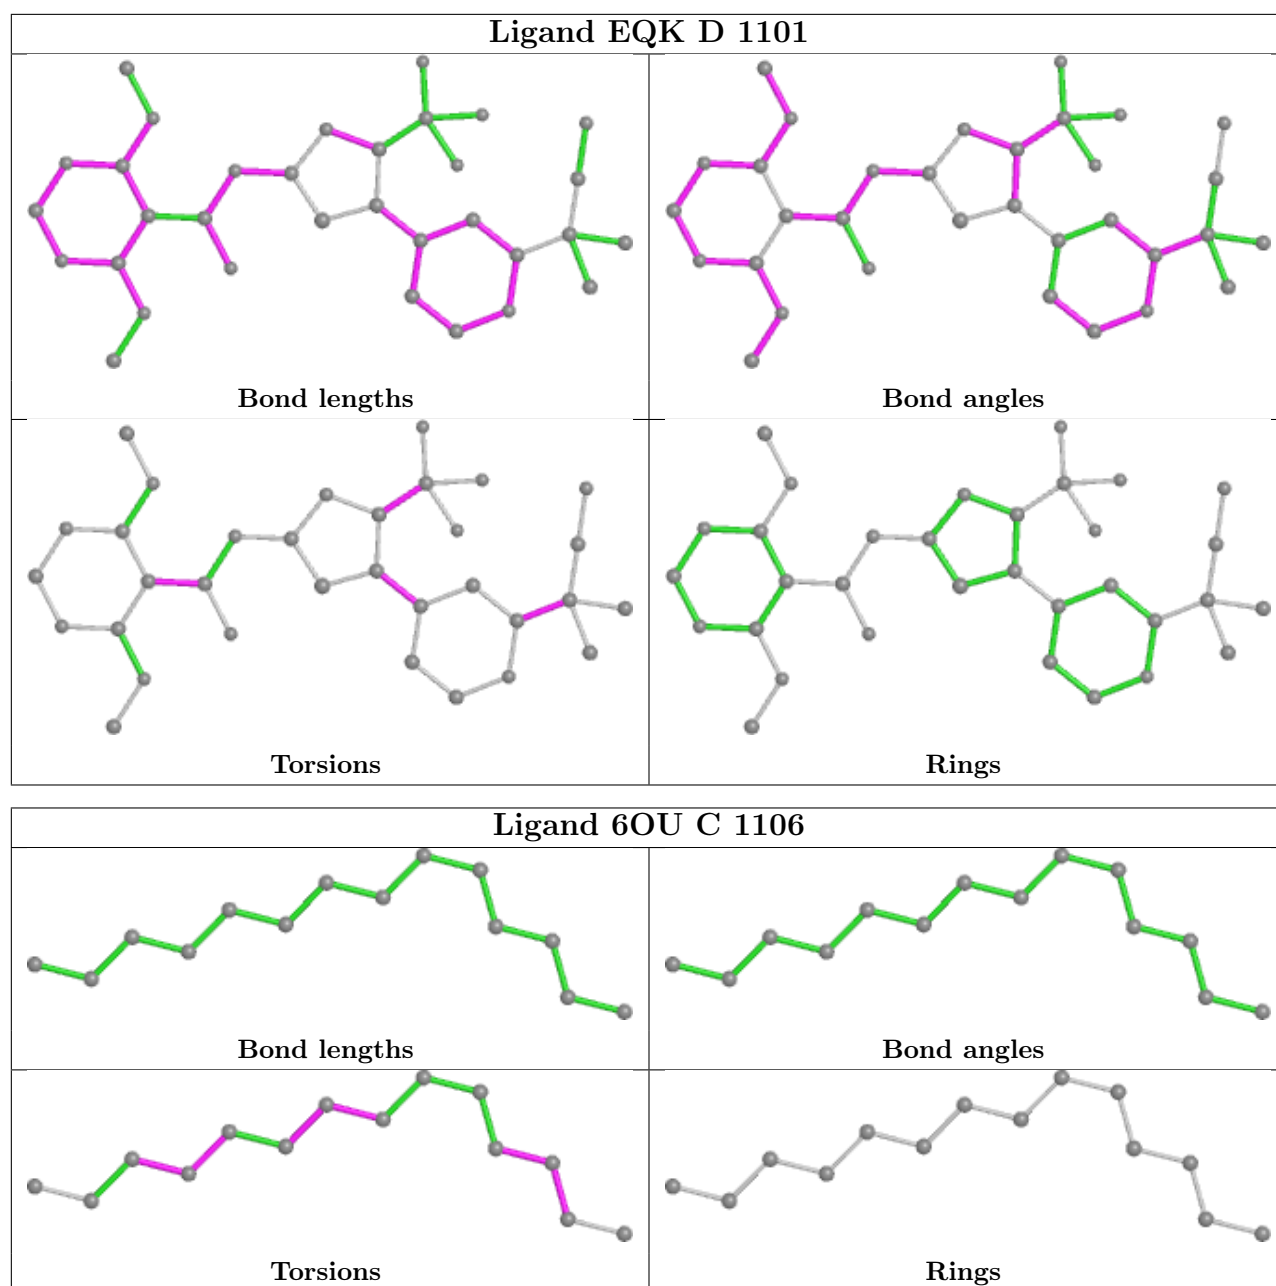 Ligand EQK D 1101
Bond lengths
Bond angles
Torsions
Rings
Ligand 6OU C 1106
Bond lengths
Bond angles
Torsions
Rings